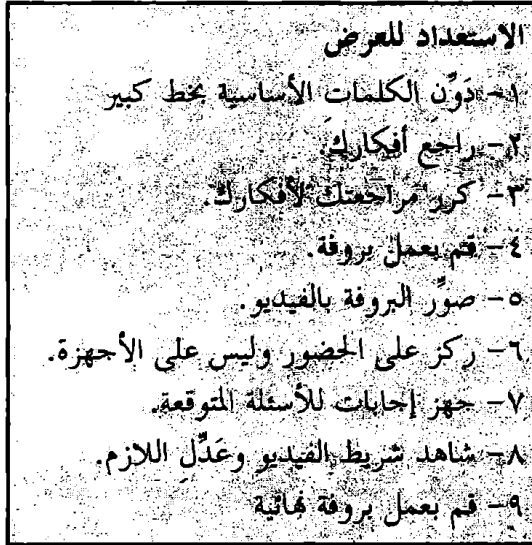 الاستعداد للعرض
١- دَوِّن الكلمات الأساسية بخط كبير
٢- راجع أفكارك.
٣- كرر مراجعتك لأفكارك.
٤- قم بعمل بروفة.
٥- صوِّر البروفة بالفيديو.
٦- ركز على الحضور وليس على الأجهزة.
٧- جهز إجابات للأسئلة المتوقعة.
٨- شاهد شريط الفيديو وعَدِّل اللازم.
٩- قم بعمل بروفة نهائية